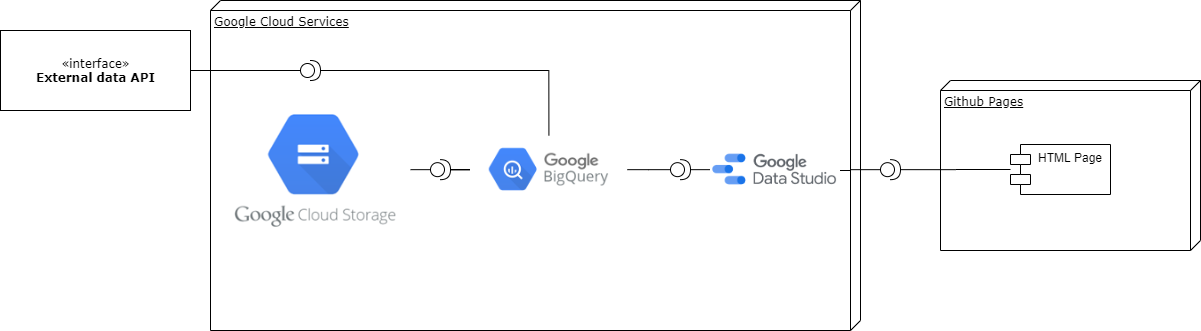 Google Cloud Services
«interface»
External data API
Google Cloud Storage
Google
BigQuery
Google
Data Studio
Github Pages
HTML Page